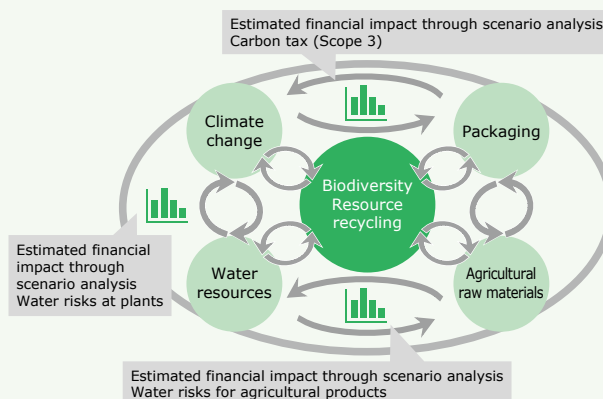 Estimated financial impact through scenario analysis
Carbon tax (Scope 3)
Climate
change
Packaging
Biodiversity
Resource
recycling
Estimated financial
impact through
scenario analysis
Water risks at plants
Water
resources
Agricultural
raw materials
Estimated financial impact through scenario analysis
Water risks for agricultural products